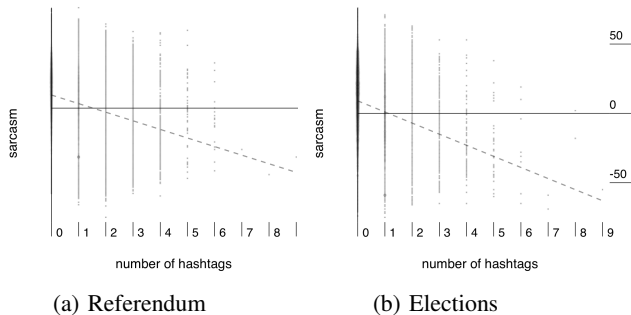 50
0
-50
sarcasm
sarcasm
0 1 2 3 4 5 6 7 8
0 1 2 3 4 5 6 7 8 9
number of hashtags
number of hashtags
(a) Referendum
(b) Elections